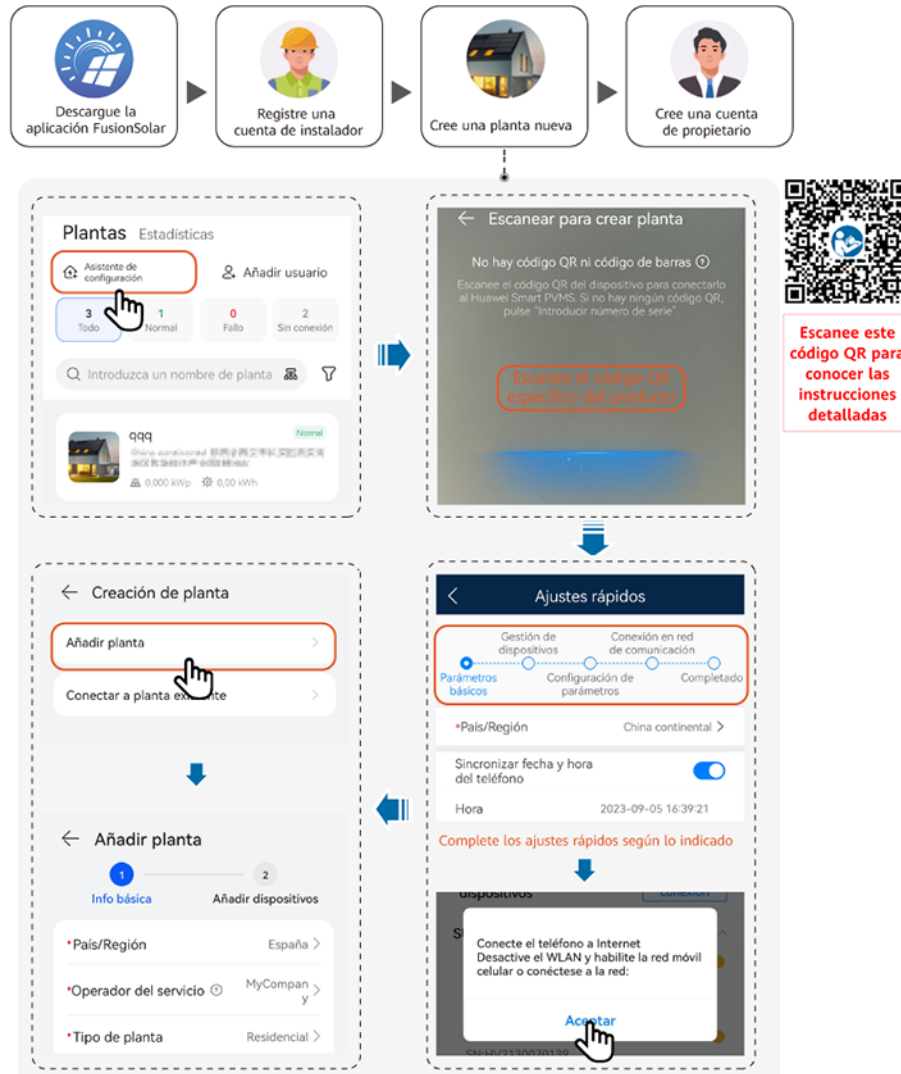 Descargue la
aplicación FusionSolar
Registre una
cuenta de instalador
Cree una planta nueva
Cree una cuenta
de propietario
Plantas Estadísticas
Asistente de
configuración
Añadir usuario
3
Todo
1
Normal
0
Fallo
2
Sin conexión
Introduzca un nombre de planta
qqq
Normal
0,000 kWp 0,00 kWh
Escanear para crear planta
No hay código QR ni código de barras
Escanee el código QR del dispositivo para conectarlo
al Huawei Smart PVMS. Si no hay ningún código QR,
pulse "Introducir número de serie".
Escanee el código QR
específico del producto
Escanee este
código QR para
conocer las
instrucciones
detalladas
Ajustes rápidos
Gestión de
dispositivos
Conexión en red
de comunicación
Parámetros
básicos
Configuración de
parámetros
Completado
*País/Región China continental >
Sincronizar fecha y hora
del teléfono
Hora 2023-09-05 16:39:21
Complete los ajustes rápidos según lo indicado
dispositivos
conexión
Conecte el teléfono a Internet
Desactive el WLAN y habilite la red móvil
celular o conéctese a la red:
Aceptar
SN:HV2130070139
Creación de planta
Añadir planta >
Conectar a planta existente >
Añadir planta
1
Info básica
2
Añadir dispositivos
*País/Región España >
*Operador del servicio MyCompan
y >
*Tipo de planta Residencial >